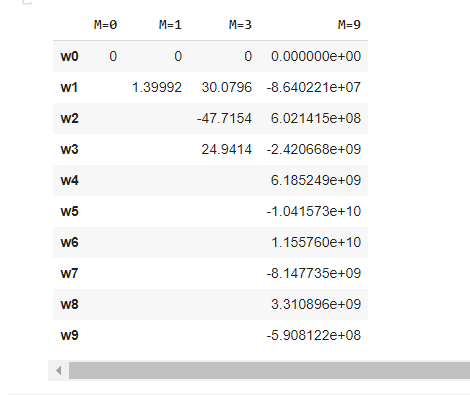 M=0 M=1 M=3 M=9
w0 0 0 0 0.000000e+00
w1 1.39992 30.0796 -8.640221e+07
w2 -47.7154 6.021415e+08
w3 24.9414 -2.420668e+09
w4 6.185249e+09
w5 -1.041573e+10
w6 1.155760e+10
w7 -8.147735e+09
w8 3.310896e+09
w9 -5.908122e+08